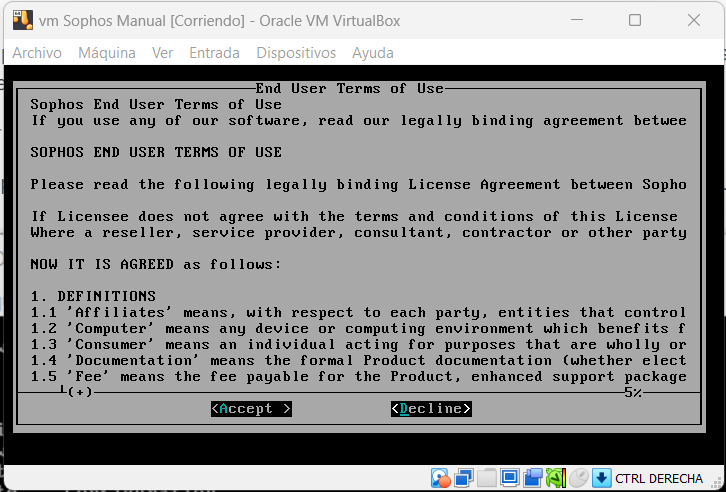 vm Sophos Manual [Corriendo] - Oracle VM VirtualBox
Archivo Máquina Ver Entrada Dispositivos Ayuda
End User Terms of Use
Sophos End User Terms of Use
If you use any of our software, read our legally binding agreement betwee
SOPHOS END USER TERMS OF USE
Please read the following legally binding License Agreement between Sopho
If Licensee does not agree with the terms and conditions of this License
Where a reseller, service provider, consultant, contractor or other party
NOW IT IS AGREED as follows:
1. DEFINITIONS
1.1 'Affiliates' means, with respect to each party, entities that control
1.2 'Computer' means any device or computing environment which benefits f
1.3 'Consumer' means an individual acting for purposes that are wholly or
1.4 'Documentation' means the formal Product documentation (whether elect
1.5 'Fee' means the fee payable for the Product, enhanced support package
(+) 5%
<Accept > <Decline>
CTRL DERECHA